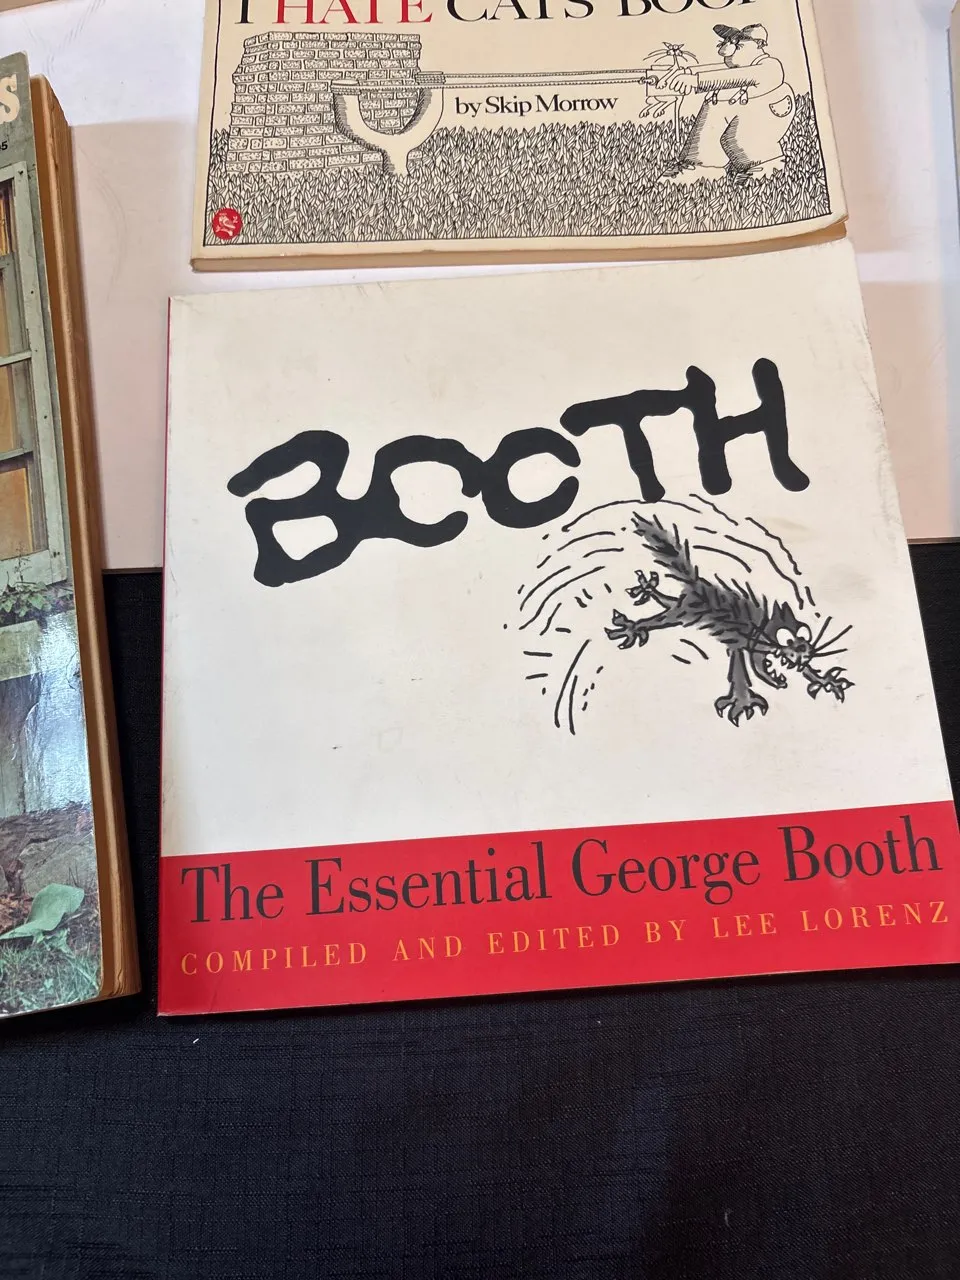 I HATE CATS BOOK
by Skip Morrow
S
BOOTH
The Essential George Booth
COMPILED AND EDITED BY LEE LORENZ